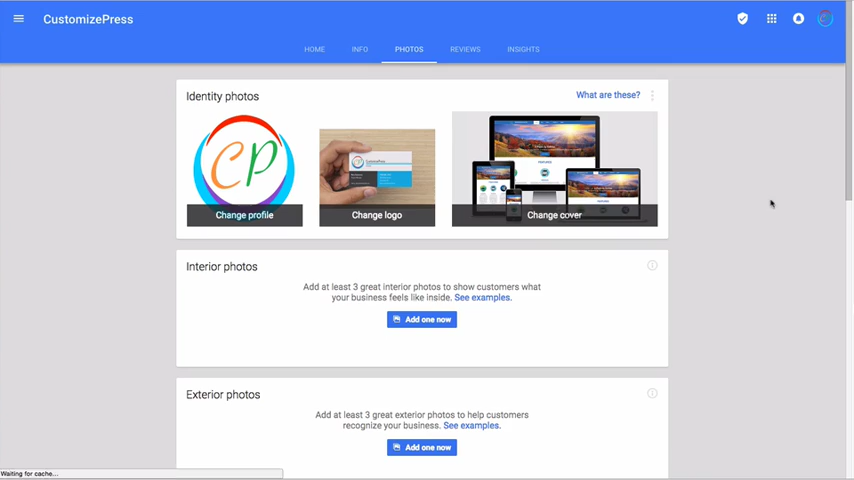 CustomizePress
HOME INFO PHOTOS REVIEWS INSIGHTS
Identity photos
What are these?
CP
CustomizePress
Change profile
Change logo
Change cover
Interior photos
Add at least 3 great interior photos to show customers what
your business feels like inside. See examples.
Add one now
Exterior photos
Add at least 3 great exterior photos to help customers
recognize your business. See examples.
Add one now
Waiting for cache...